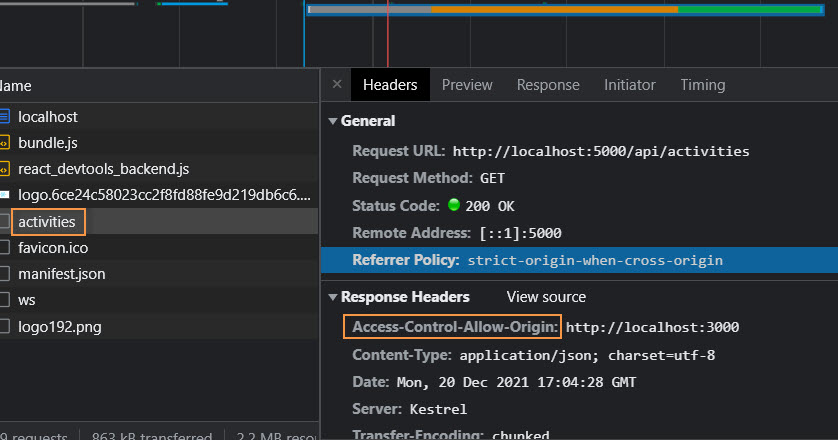 Name
Headers Preview Response Initiator Timing
localhost
bundle.js
react_devtools_backend.js
logo.6ce24c58023cc2f8fd88fe9d219db6c6....
activities
favicon.ico
manifest.json
ws
logo192.png
9 requests 863 kB transferred 2.2 MB resou
General
Request URL: http://localhost:5000/api/activities
Request Method: GET
Status Code: 200 OK
Remote Address: [::1]:5000
Referrer Policy: strict-origin-when-cross-origin
Response Headers View source
Access-Control-Allow-Origin: http://localhost:3000
Content-Type: application/json; charset=utf-8
Date: Mon, 20 Dec 2021 17:04:28 GMT
Server: Kestrel
Transfer-Encoding: chunked